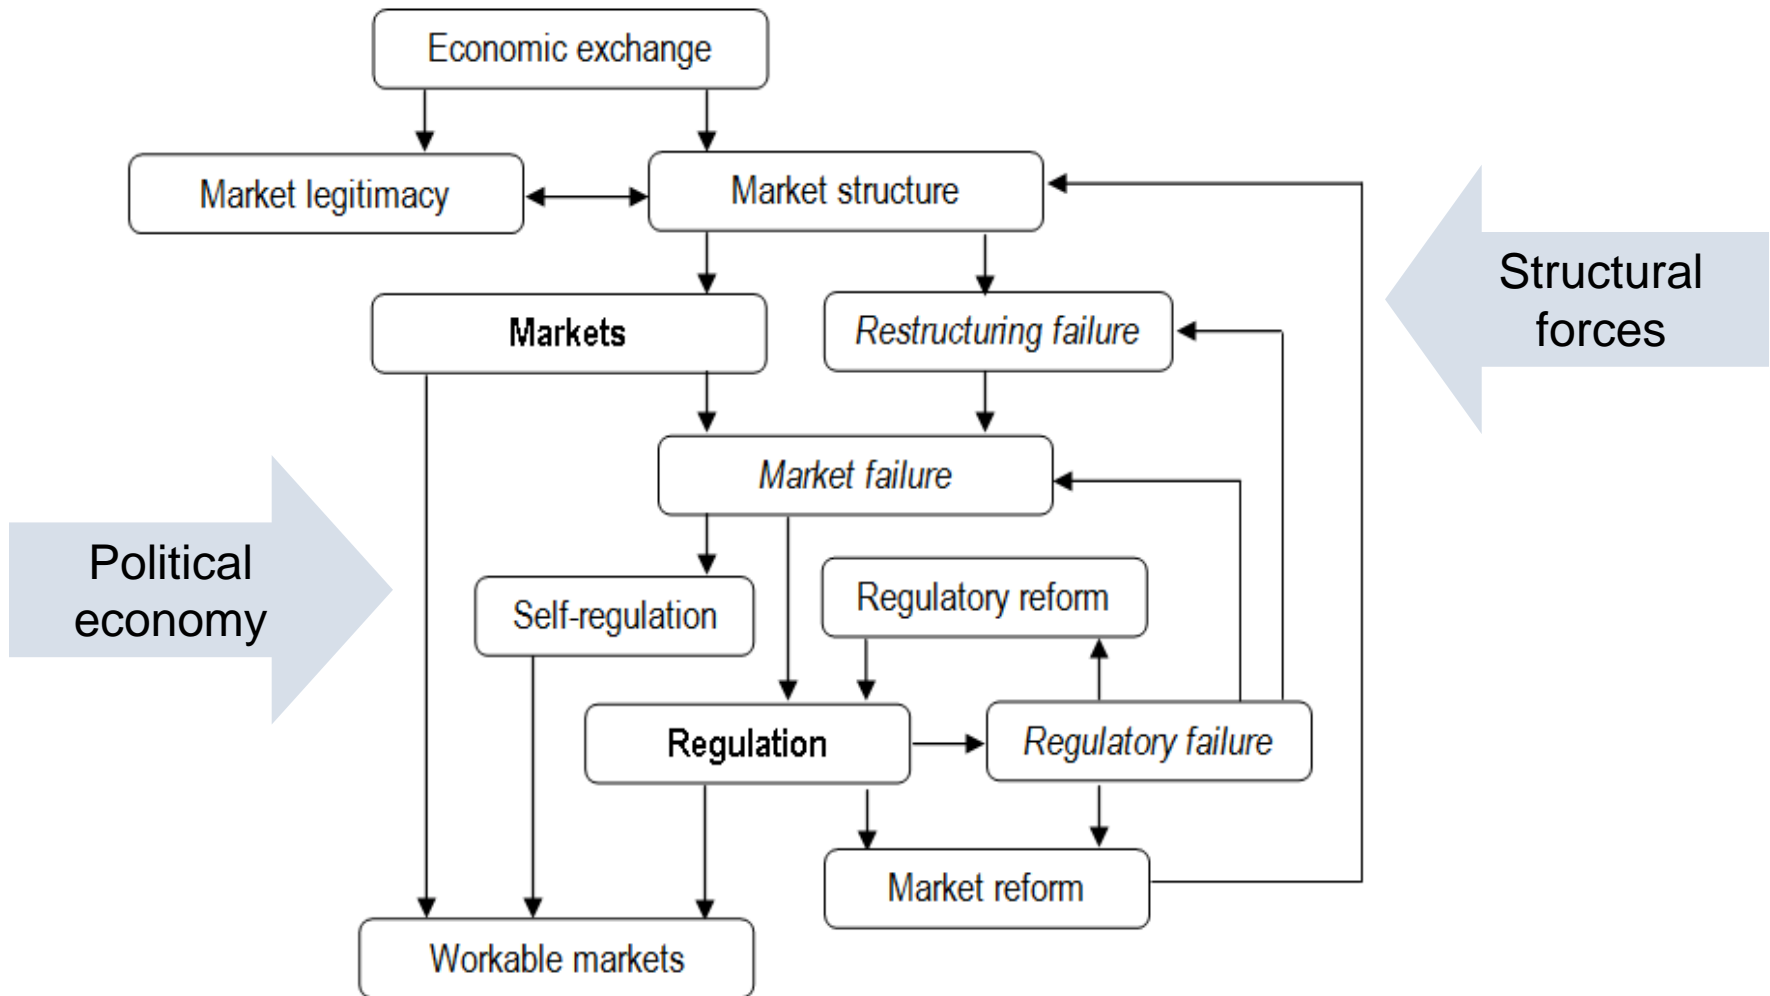 Economic exchange
Market legitimacy
Market structure
Structural
forces
Markets
Restructuring failure
Market failure
Political
economy
Self-regulation
Regulatory reform
Regulation
Regulatory failure
Market reform
Workable markets